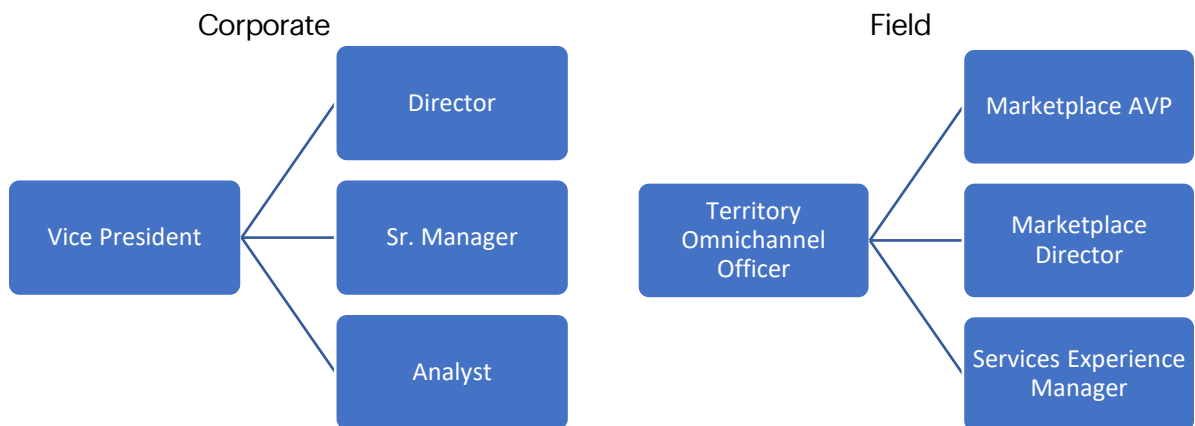 Corporate
Director
Vice President
Sr. Manager
Analyst
Field
Marketplace AVP
Territory
Omnichannel
Officer
Marketplace
Director
Services Experience
Manager